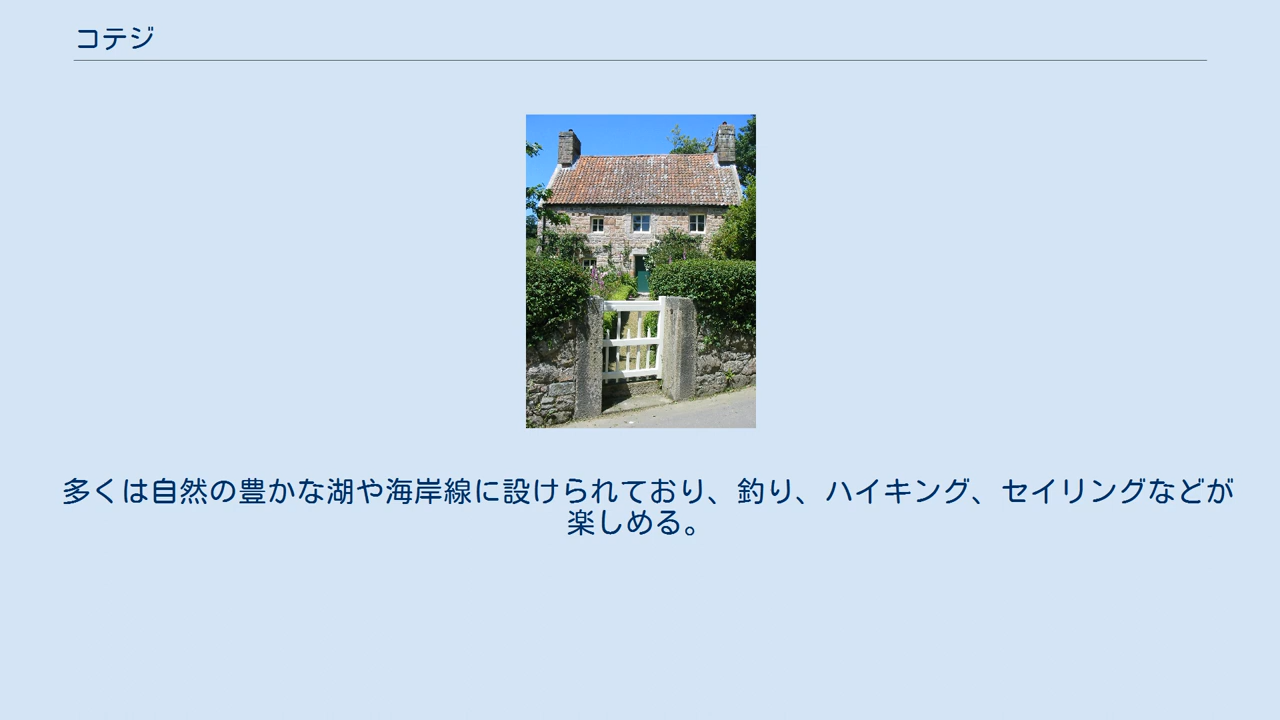 コテジ
多くは自然の豊かな湖や海岸線に設けられており、釣り、ハイキング、セイリングなどが
楽しめる。